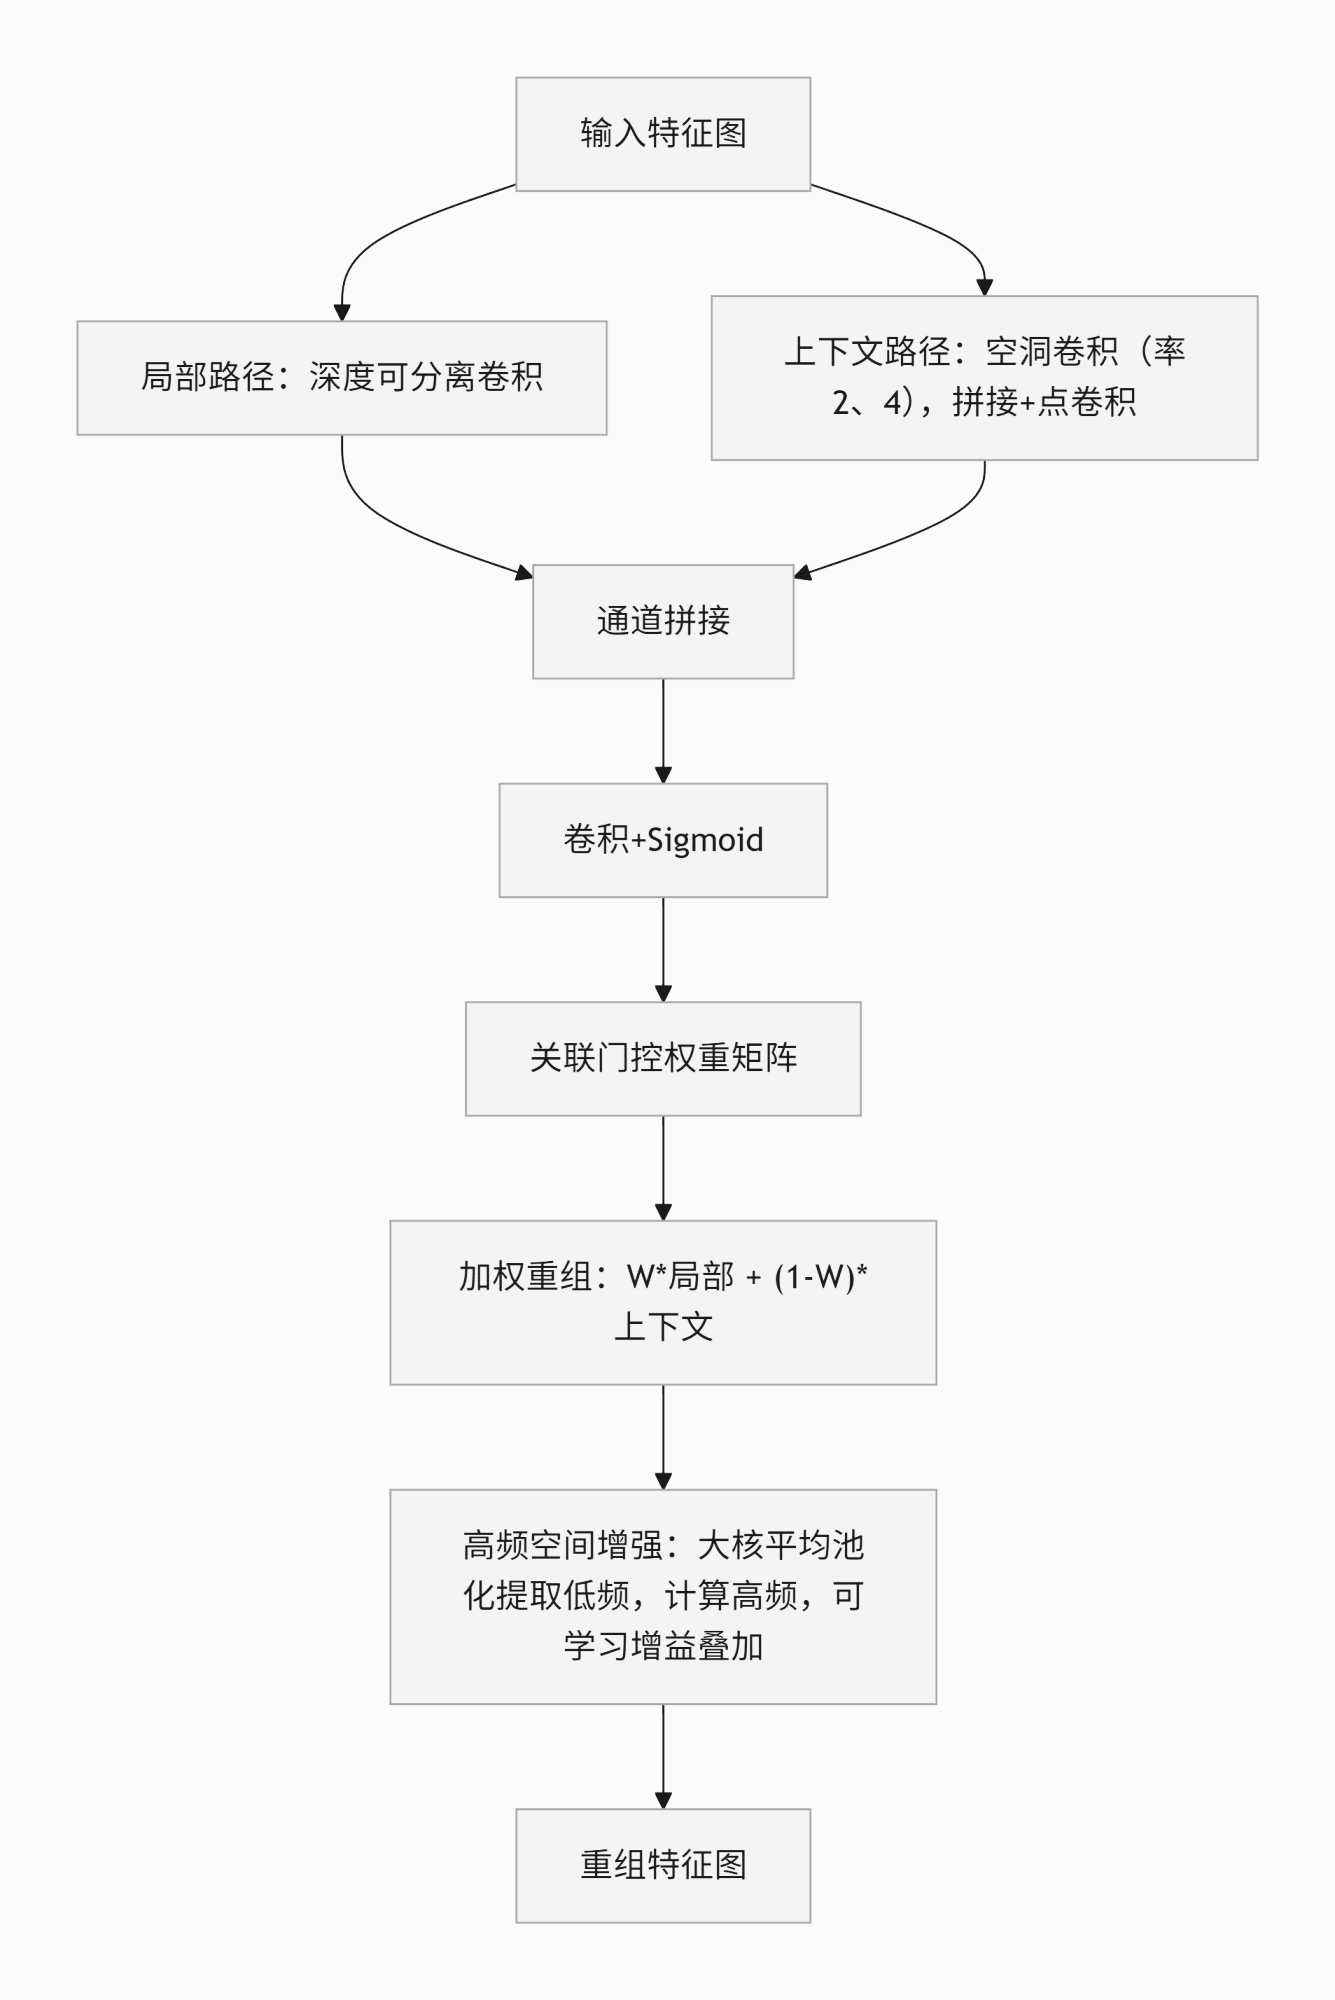 输入特征图
局部路径：深度可分离卷积
上下文路径：空洞卷积（率
2、4），拼接+点卷积
通道拼接
卷积+Sigmoid
关联门控权重矩阵
加权重组：W*局部 + (1-W)*
上下文
高频空间增强：大核平均池
化提取低频，计算高频，可
学习增益叠加
重组特征图